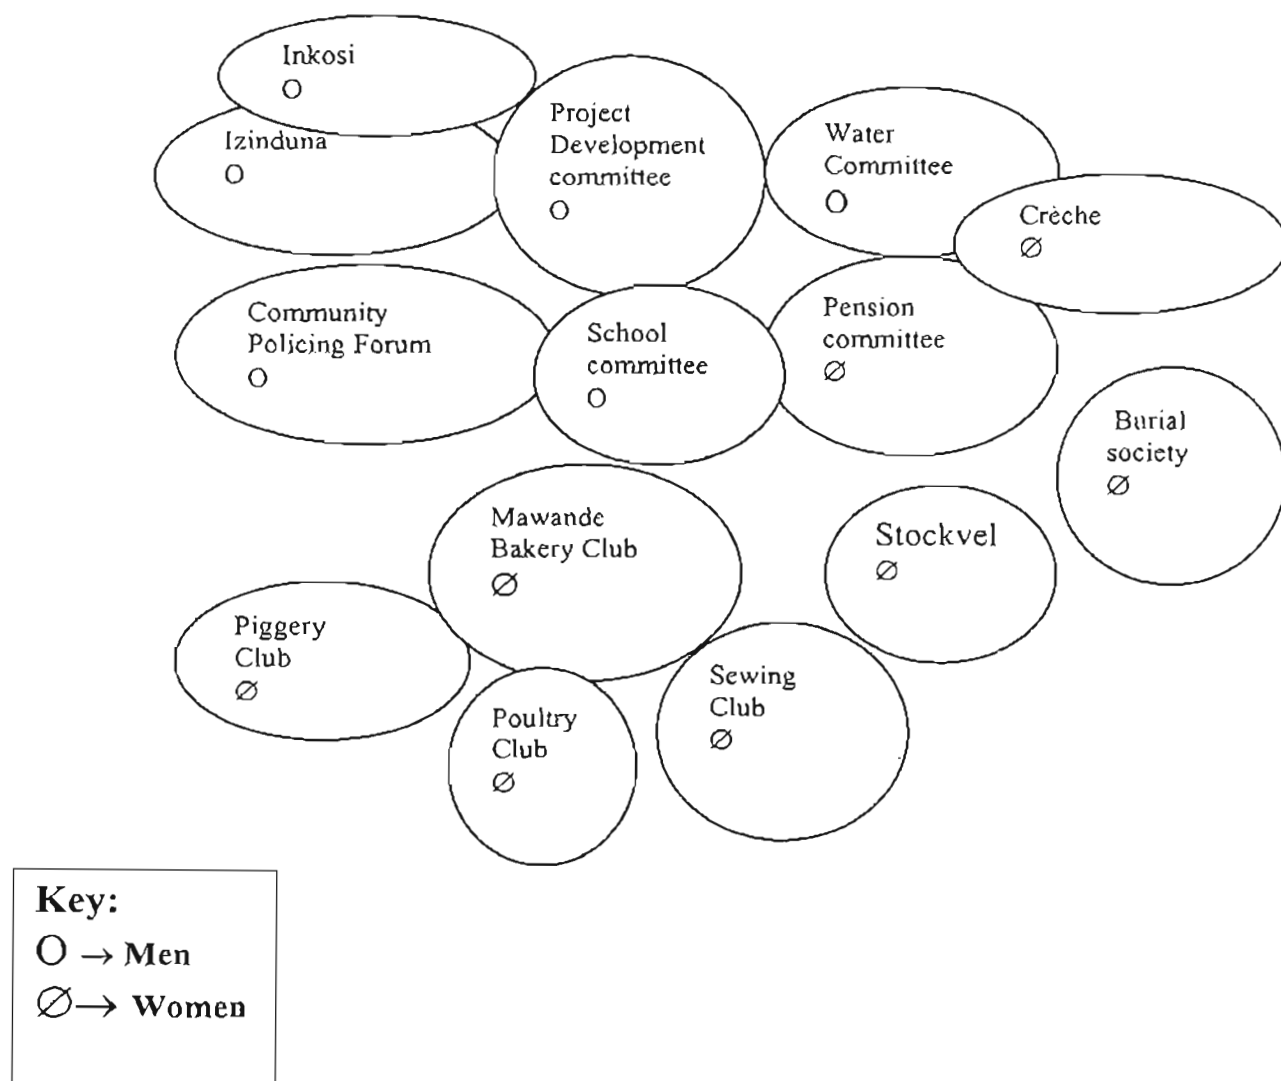 Inkosi
O
Izinduna
O
Project
Development
committee
O
Water
Committee
O
Crèche
∅
Community
Policing Forum
O
School
committee
O
Pension
committee
∅
Burial
society
∅
Mawande
Bakery Club
∅
Stockvel
∅
Piggery
Club
∅
Poultry
Club
∅
Sewing
Club
∅
Key:
O → Men
∅→ Women